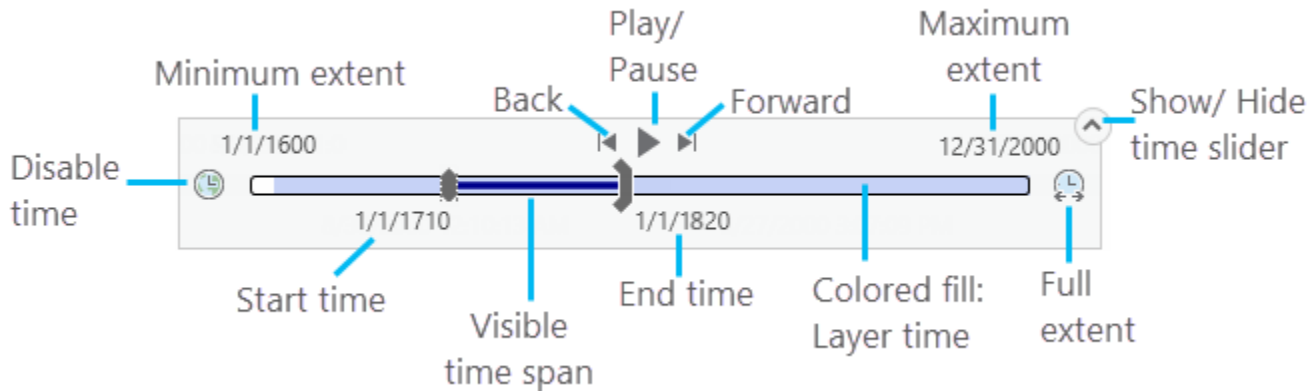 Play/
Pause
Maximum
extent
Minimum extent
Back
Forward
Show/ Hide
time slider
1/1/1600
12/31/2000
Disable
time
1/1/1710
1/1/1820
Start time
Visible
time span
End time
Colored fill:
Layer time
Full
extent